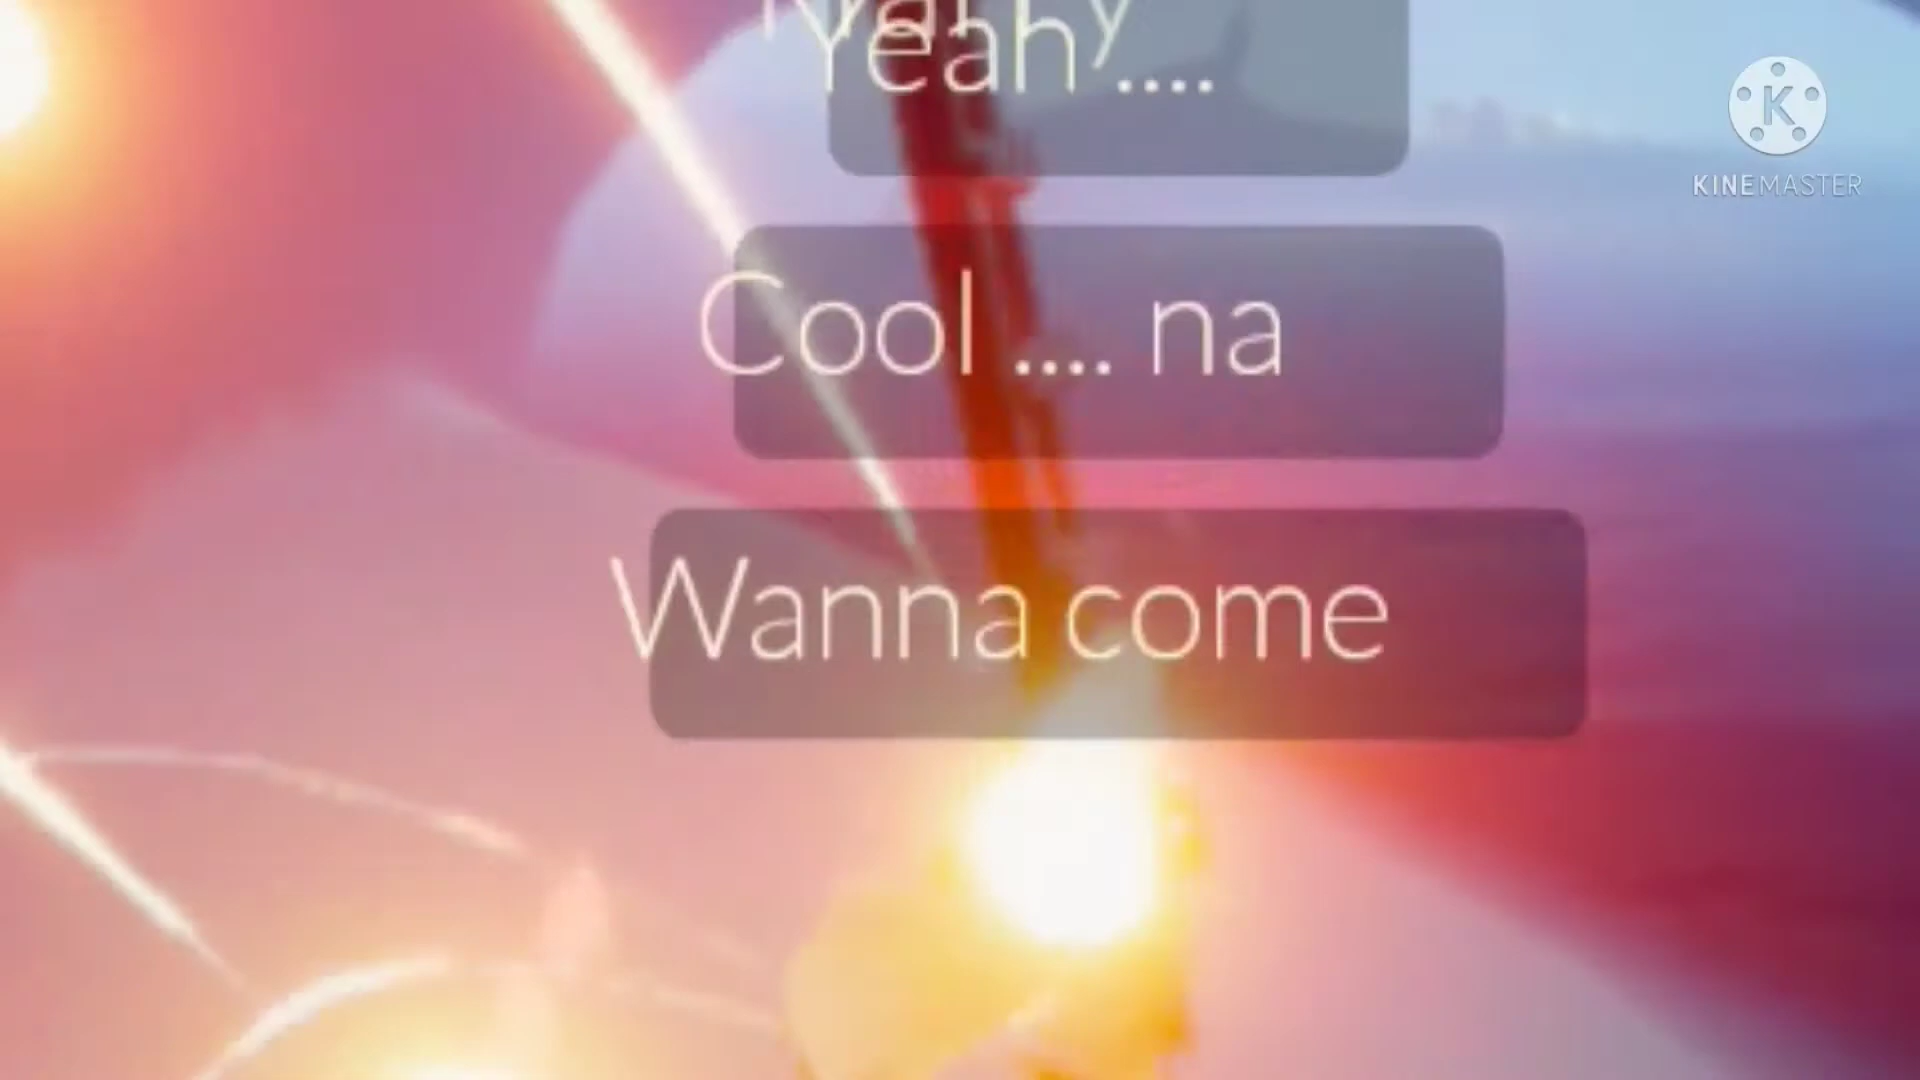 Yeah ....
Cool .... na
Wanna come
K
KINEMASTER